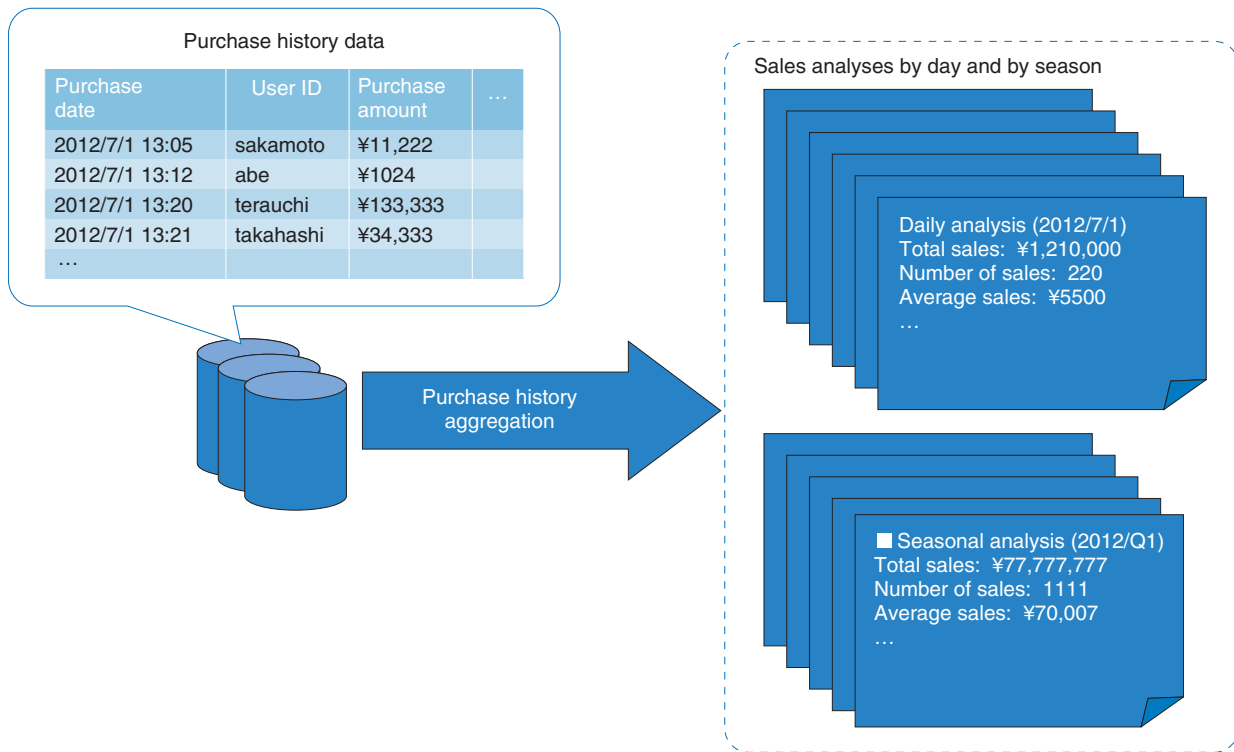 Purchase history data
Purchase date
User ID
Purchase amount
…
2012/7/1 13:05 sakamoto ¥11,222
2012/7/1 13:12 abe ¥1024
2012/7/1 13:20 terauchi ¥133,333
2012/7/1 13:21 takahashi ¥34,333
…
Purchase history
aggregation
Sales analyses by day and by season
Daily analysis (2012/7/1)
Total sales: ¥1,210,000
Number of sales: 220
Average sales: ¥5500
…
Seasonal analysis (2012/Q1)
Total sales: ¥77,777,777
Number of sales: 1111
Average sales: ¥70,007
…